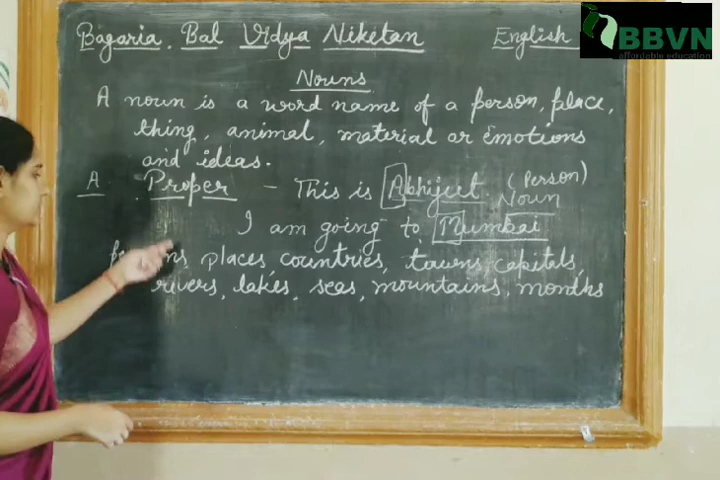 Bagaria. Bal Vidya Niketan English
BBVN
affordable education
Nouns
A noun is a word name of a person, place,
thing, animal, material or emotions
and ideas.
A Proper - This is Abhijeet (Person)
Noun
I am going to Mumbai
places, countries, towns, capitals,
rivers, lakes, seas, mountains, months